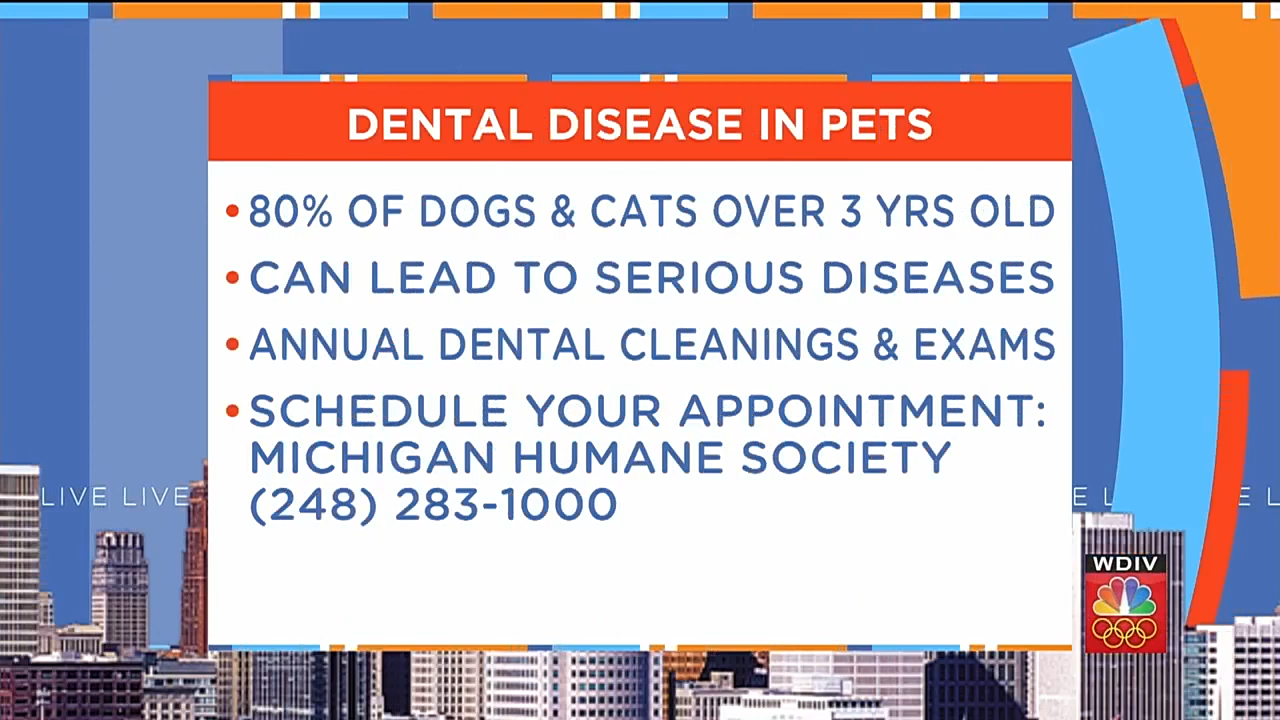 DENTAL DISEASE IN PETS
• 80% OF DOGS & CATS OVER 3 YRS OLD
• CAN LEAD TO SERIOUS DISEASES
• ANNUAL DENTAL CLEANINGS & EXAMS
• SCHEDULE YOUR APPOINTMENT:
MICHIGAN HUMANE SOCIETY
(248) 283-1000
LIVE LIVE
E L
E L
WDIV